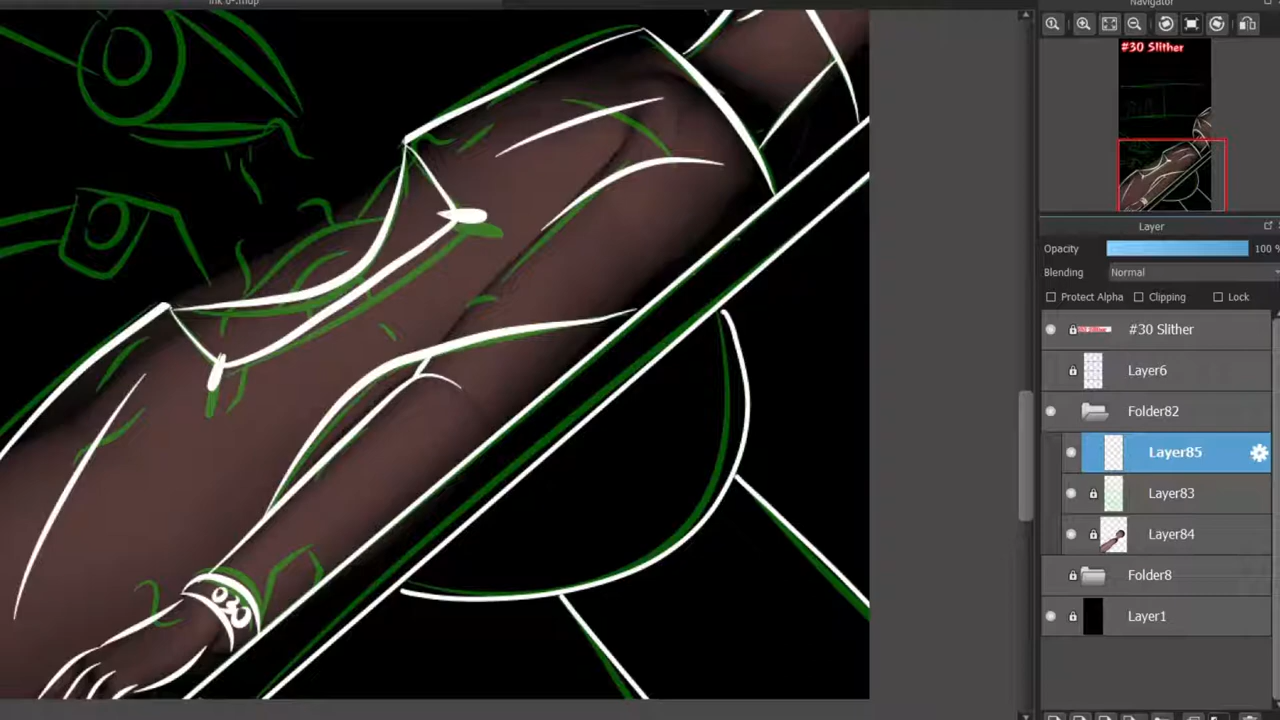 Navigator
#30 Slither
Layer
Opacity 100 %
Blending Normal
Protect Alpha Clipping Lock
#30 Slither
Layer6
Folder82
Layer85
Layer83
Layer84
Folder8
Layer1
030